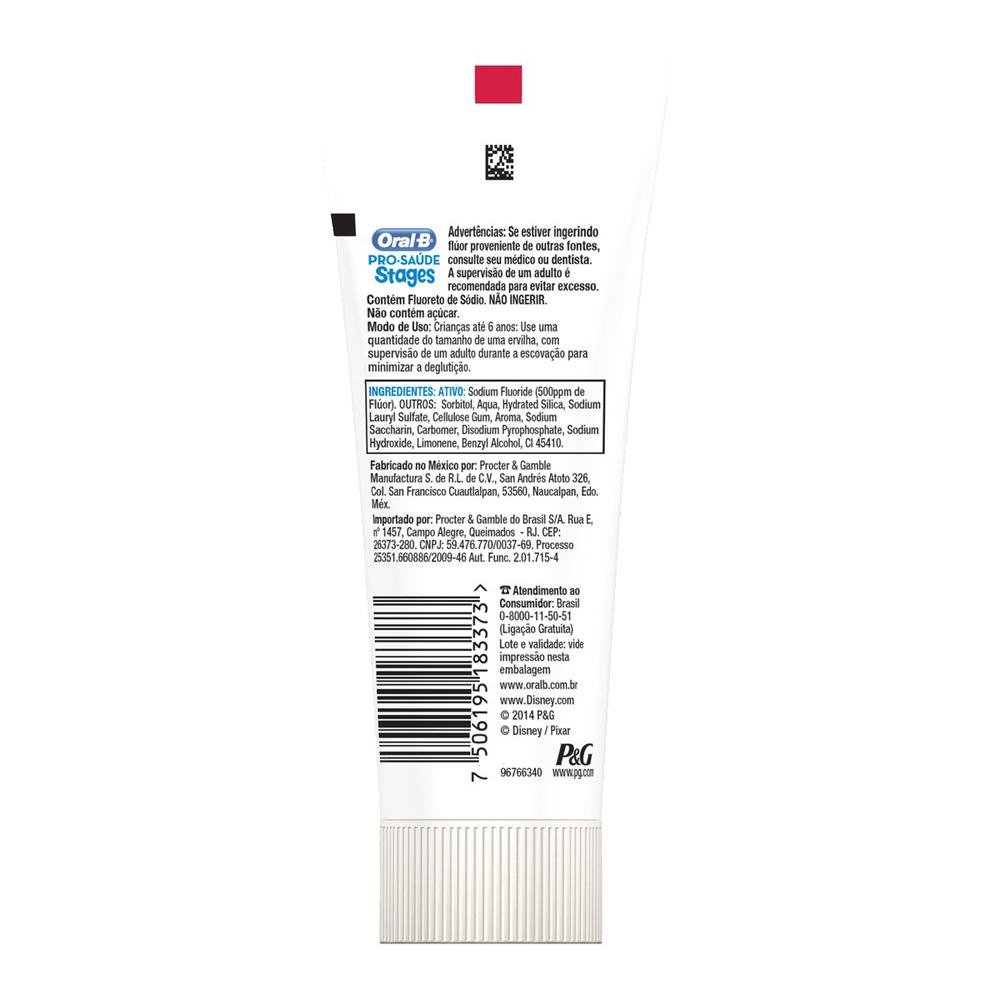 Oral-B
PRO-SAÚDE
Stages
Advertências: Se estiver ingerindo
flúor proveniente de outras fontes,
consulte seu médico ou dentista.
A supervisão de um adulto é
recomendada para evitar excesso.
Contém Fluoreto de Sódio. NÃO INGERIR.
Não contém açúcar.
Modo de Uso: Crianças até 6 anos: Use uma
quantidade do tamanho de uma ervilha, com
supervisão de um adulto durante a escovação para
minimizar a deglutição.
INGREDIENTES: ATIVO: Sodium Fluoride (500ppm de
Flúor). OUTROS: Sorbitol, Aqua, Hydrated Silica, Sodium
Lauryl Sulfate, Cellulose Gum, Aroma, Sodium
Saccharin, Carbomer, Disodium Pyrophosphate, Sodium
Hydroxide, Limonene, Benzyl Alcohol, CI 45410.
Fabricado no México por: Procter & Gamble
Manufactura S. de R.L. de C.V., San Andrés Atoto 326,
Col. San Francisco Cuautlalpan, 53560, Naucalpan, Edo.
Méx.
Importado por: Procter & Gamble do Brasil S/A. Rua E,
nº 1457, Campo Alegre, Queimados - RJ. CEP:
26373-280. CNPJ: 59.476.770/0037-69. Processo
25351.660886/2009-46 Aut. Func. 2.01.715-4
7 506195 183373 >
☎ Atendimento ao
Consumidor: Brasil
0-8000-11-50-51
(Ligação Gratuita)
Lote e validade: vide
impressão nesta
embalagem
www.oralb.com.br
www.Disney.com
© 2014 P&G
© Disney / Pixar
P&G
96766340 www.pg.com